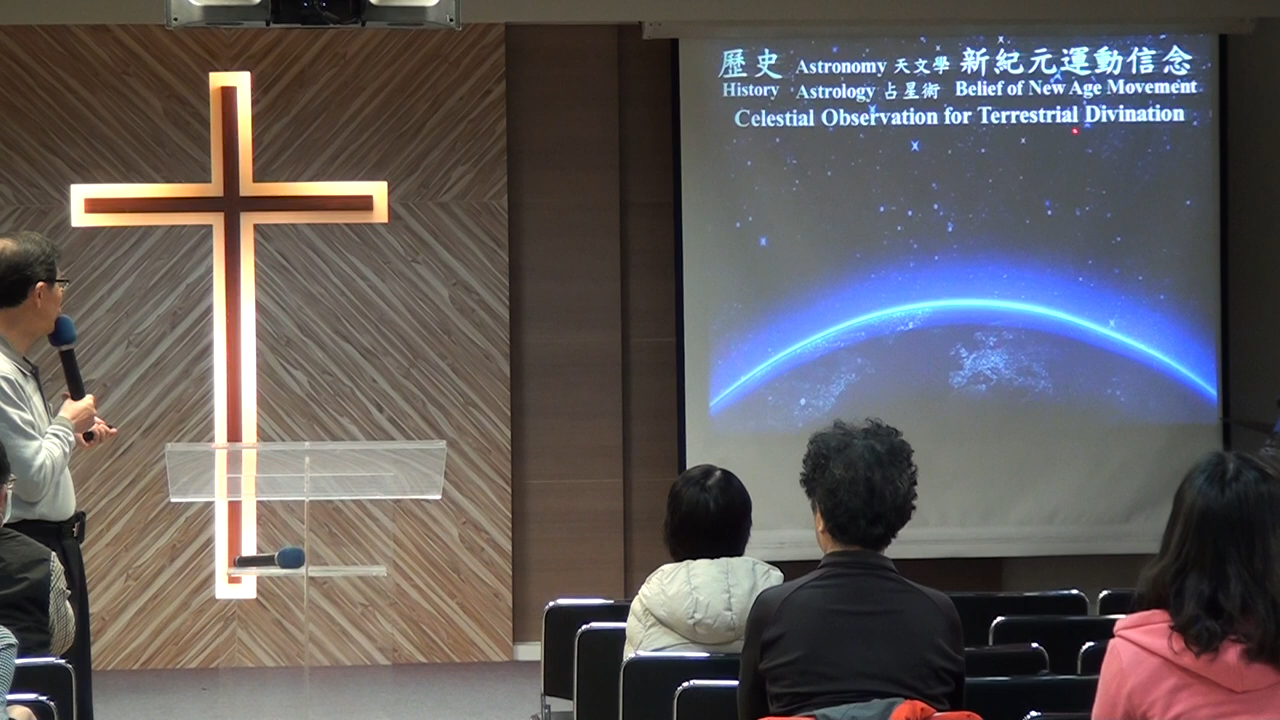 歷史 Astronomy 天文學 新紀元運動信念
History Astrology 占星術 Belief of New Age Movement
Celestial Observation for Terrestrial Divination